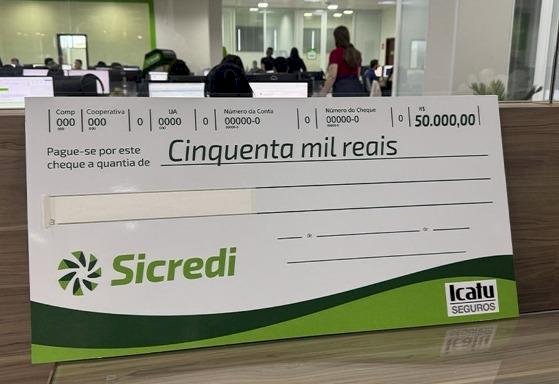 Comp Cooperativa UA Número da Conta Número do Cheque R$
000 0000 0 0000 0 00000-0 0 00000-0 0 50.000,00
Pague-se por este
cheque a quantia de Cinquenta mil reais
a
de de
Sicredi
Icatu
SEGUROS